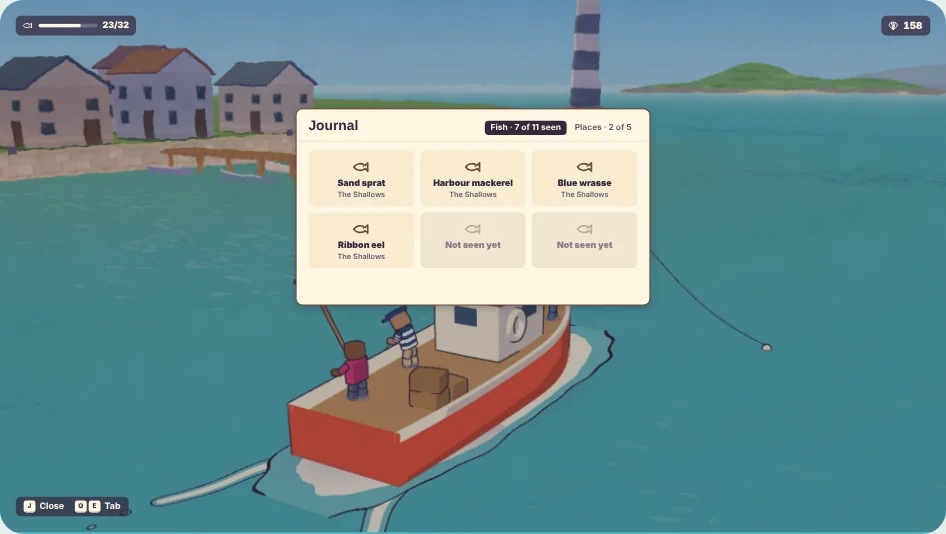 23/32
158
Journal
Fish · 7 of 11 seen
Places · 2 of 5
Sand sprat
The Shallows
Harbour mackerel
The Shallows
Blue wrasse
The Shallows
Ribbon eel
The Shallows
Not seen yet
Not seen yet
J Close
Q E Tab